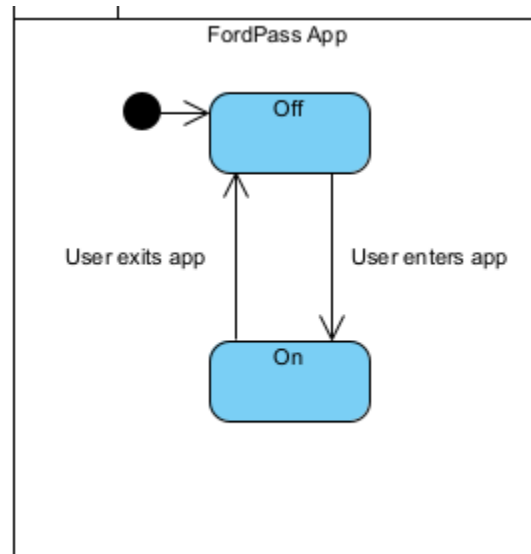 FordPass App
Off
User exits app
User enters app
On